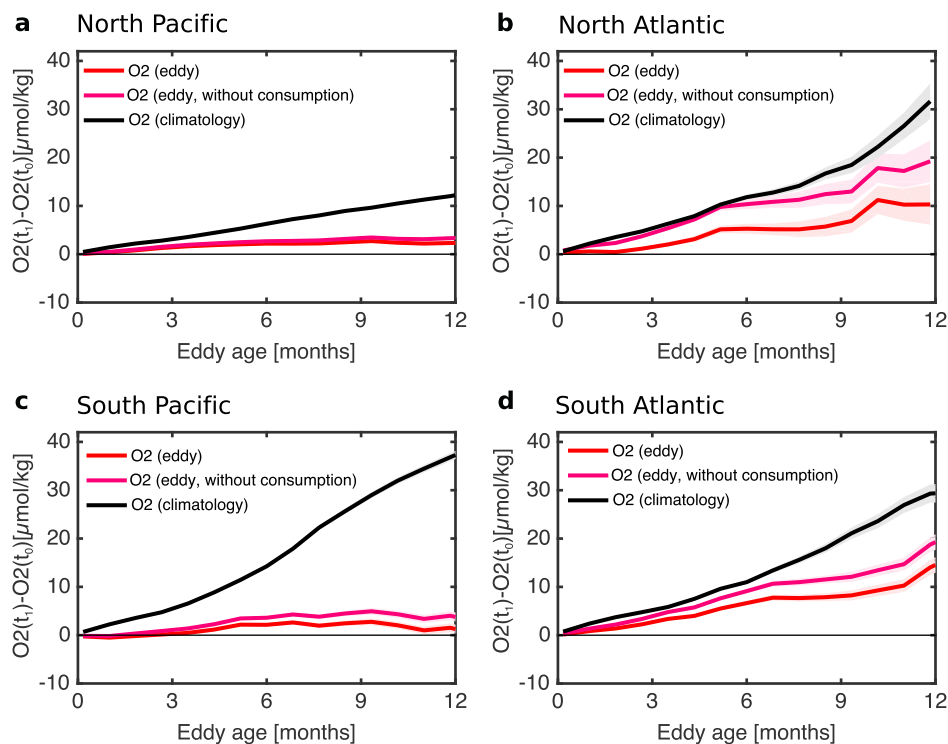 a North Pacific
O2(t,)-O2(t₀)[µmol/kg]
40
30
20
10
0
-10
O2 (eddy)
O2 (eddy, without consumption)
O2 (climatology)
0 3 6 9 12
Eddy age [months]
b North Atlantic
O2(t,)-O2(t₀)[µmol/kg]
40
30
20
10
0
-10
O2 (eddy)
O2 (eddy, without consumption)
O2 (climatology)
0 3 6 9 12
Eddy age [months]
c South Pacific
O2(t,)-O2(t₀)[µmol/kg]
40
30
20
10
0
-10
O2 (eddy)
O2 (eddy, without consumption)
O2 (climatology)
0 3 6 9 12
Eddy age [months]
d South Atlantic
O2(t,)-O2(t₀)[µmol/kg]
40
30
20
10
0
-10
O2 (eddy)
O2 (eddy, without consumption)
O2 (climatology)
0 3 6 9 12
Eddy age [months]